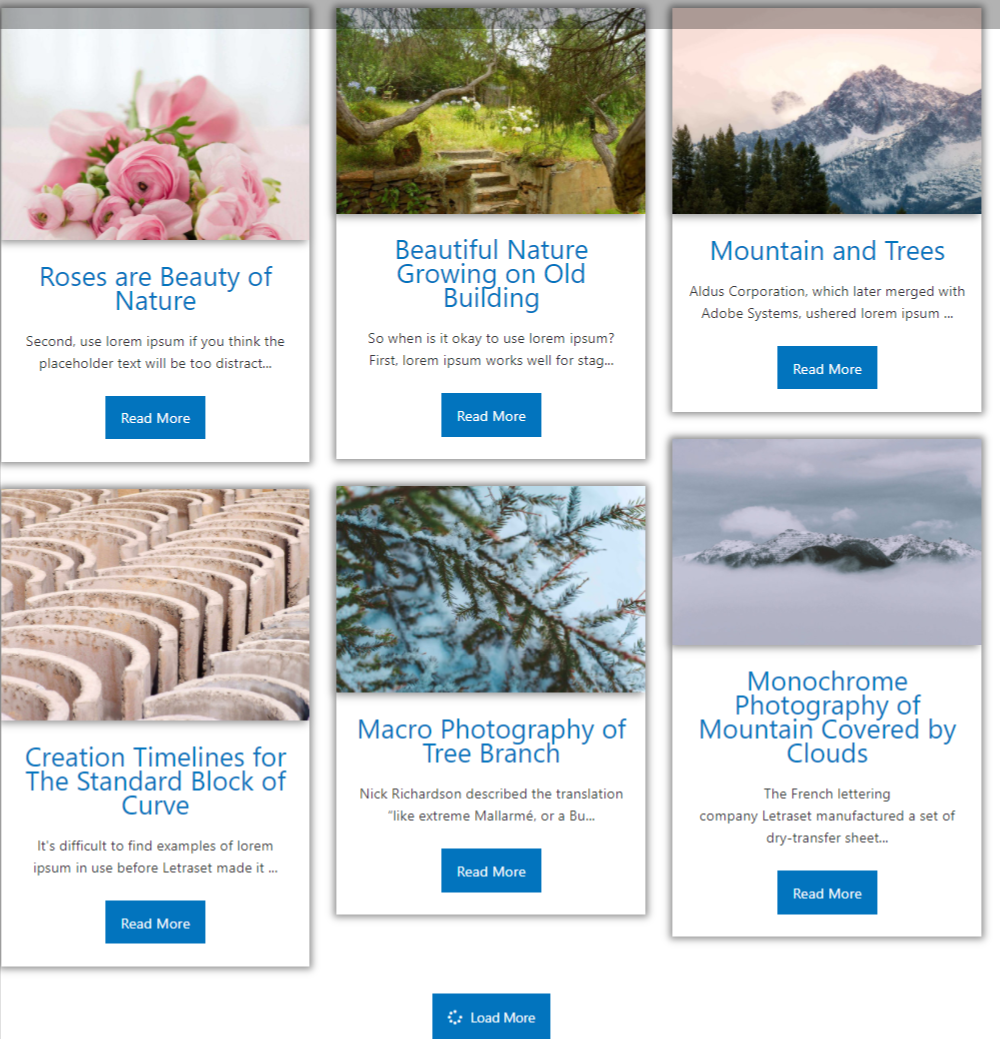 Roses are Beauty of
Nature
Second, use lorem ipsum if you think the
placeholder text will be too distract...
Read More
Beautiful Nature
Growing on Old
Building
So when is it okay to use lorem ipsum?
First, lorem ipsum works well for stag...
Read More
Mountain and Trees
Aldus Corporation, which later merged with
Adobe Systems, ushered lorem ipsum ...
Read More
Creation Timelines for
The Standard Block of
Curve
It's difficult to find examples of lorem
ipsum in use before Letraset made it ...
Read More
Macro Photography of
Tree Branch
Nick Richardson described the translation
“like extreme Mallarmé, or a Bu...
Read More
Monochrome
Photography of
Mountain Covered by
Clouds
The French lettering
company Letraset manufactured a set of
dry-transfer sheet...
Read More
Load More